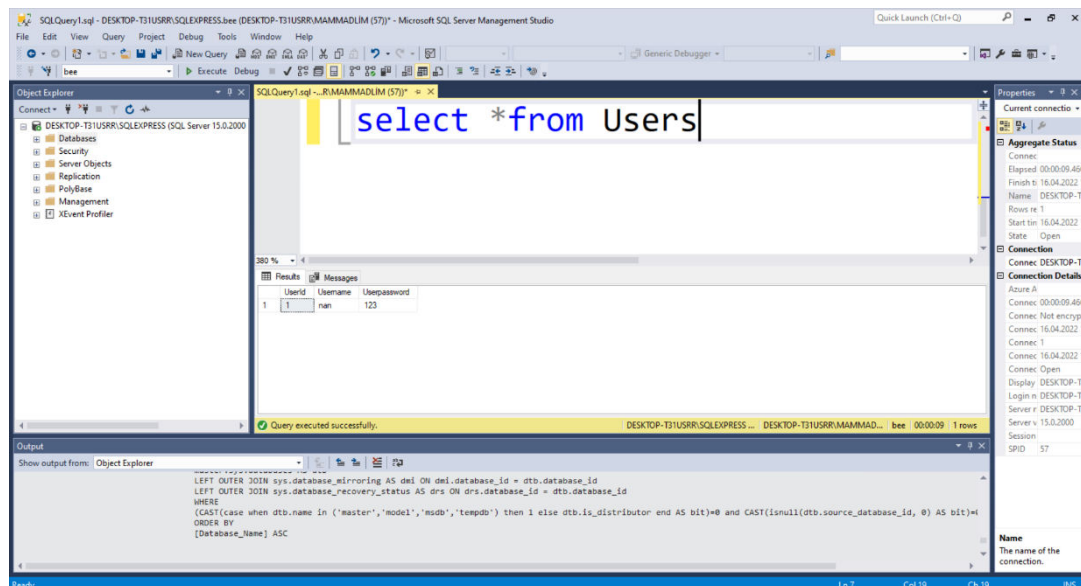 SQLQuery1.sql - DESKTOP-T31USRR\SQLEXPRESS.bee (DESKTOP-T31USRR\MAMMADLIM (57))* - Microsoft SQL Server Management Studio
Quick Launch (Ctrl+Q)
File Edit View Query Project Debug Tools Window Help
New Query
Generic Debugger
bee
Execute Debug
Object Explorer
Connect
DESKTOP-T31USRR\SQLEXPRESS (SQL Server 15.0.2000
Databases
Security
Server Objects
Replication
PolyBase
Management
XEvent Profiler
SQLQuery1.sql -...R\MAMMADLIM (57))*
select *from Users
380 %
Results Messages
UserId Username Userpassword
1 1 nan 123
Query executed successfully.
DESKTOP-T31USRR\SQLEXPRESS ... DESKTOP-T31USRR\MAMMAD... bee 00:00:09 1 rows
Properties
Current connectio
Aggregate Status
Connec
Elapsed 00:00:09.46
Finish ti 16.04.2022
Name DESKTOP-T
Rows re 1
Start tin 16.04.2022
State Open
Connection
Connec DESKTOP-T
Connection Details
Azure A
Connec 00:00:09.46
Connec Not encryp
Connec 16.04.2022
Connec 1
Connec 16.04.2022
Connec Open
Display DESKTOP-T
Login n DESKTOP-T
Server r DESKTOP-T
Server v 15.0.2000
Session
SPID 57
Name
The name of the
connection.
Output
Show output from: Object Explorer
LEFT OUTER JOIN sys.database_mirroring AS dmi ON dmi.database_id = dtb.database_id
LEFT OUTER JOIN sys.database_recovery_status AS drs ON drs.database_id = dtb.database_id
WHERE
(CAST(case when dtb.name in ('master','model','msdb','tempdb') then 1 else dtb.is_distributor end AS bit)=0 and CAST(isnull(dtb.source_database_id, 0) AS bit)=
ORDER BY
[Database_Name] ASC
Ready Ln 7 Col 19 Ch 19 INS